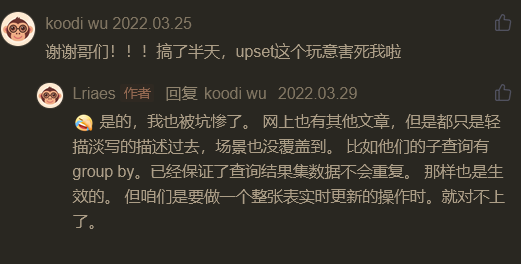 koodi wu 2022.03.25
谢谢哥们！！！搞了半天，upset这个玩意害死我啦
Lriaes 作者 回复 koodi wu 2022.03.29
🤣 是的，我也被坑惨了。 网上也有其他文章，但是都只是轻
描淡写的描述过去，场景也没覆盖到。 比如他们的子查询有
group by。已经保证了查询结果集数据不会重复。 那样也是生
效的。 但咱们是要做一个整张表实时更新的操作时。就对不上
了。